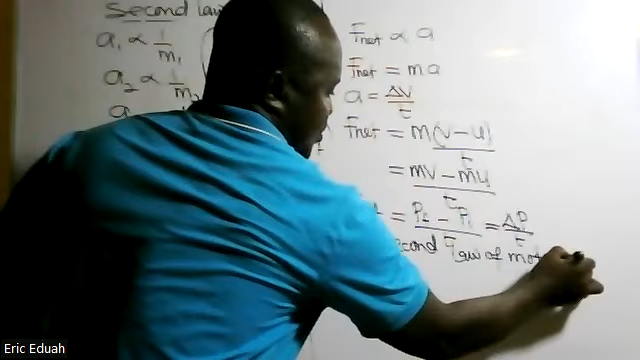 Second law
a₁ ∝ 1/m₁
a₂ ∝ 1/m₂
a
Fnet ∝ a
Fnet = ma
a = ΔV/t
Fnet = m(v - u)/t
= mv - mu/t
= P₂ - P₁/t = ΔP/t
second law of mot
Eric Eduah